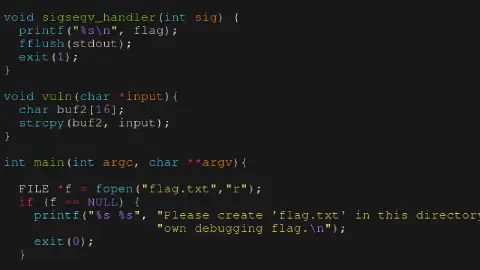 void sigsegv_handler(int sig) {
  printf("%s\n", flag);
  fflush(stdout);
  exit(1);
}
void vuln(char *input){
  char buf2[16];
  strcpy(buf2, input);
}
int main(int argc, char **argv){
  FILE *f = fopen("flag.txt","r");
  if (f == NULL) {
    printf("%s %s", "Please create 'flag.txt' in this directory
                    "own debugging flag.\n");
    exit(0);
  }